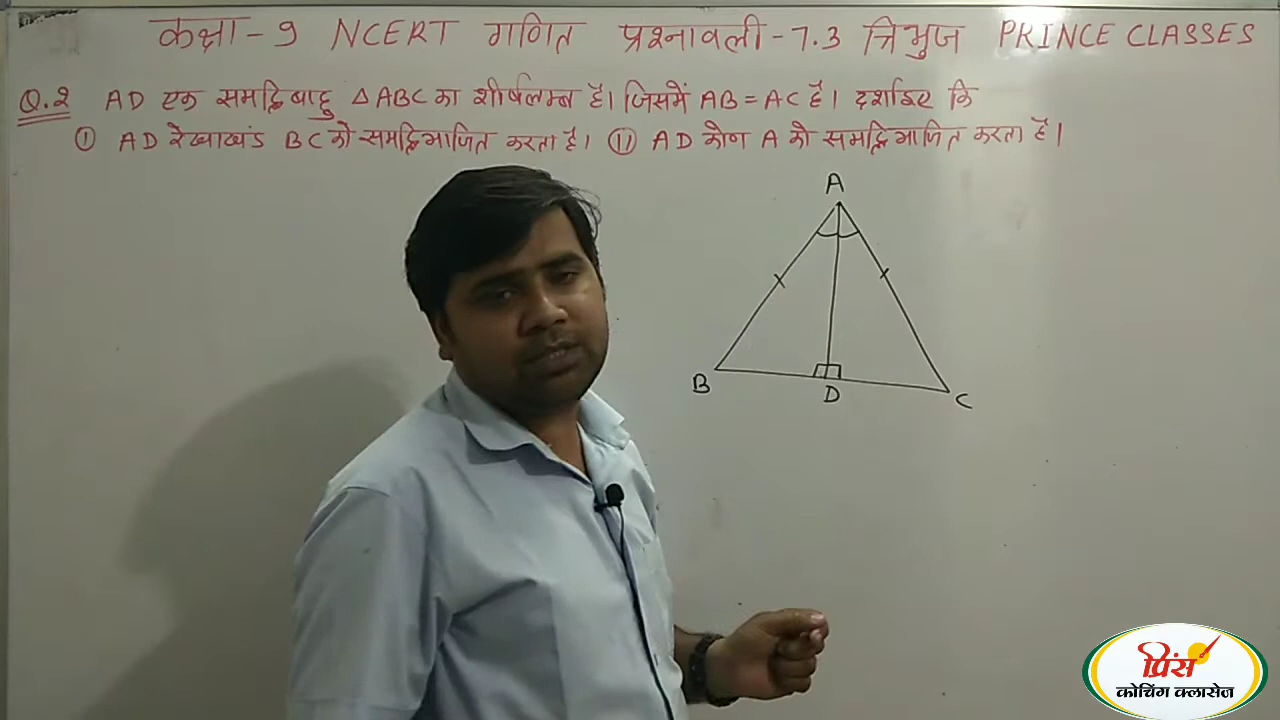 कक्षा - 9 NCERT गणित प्रश्नावली - 7.3 त्रिभुज PRINCE CLASSES
Q.2 AD एक समद्विबाहु △ABC का शीर्षलम्ब है। जिसमें AB = AC है। दर्शाइए कि
(i) AD रेखाखंड BC को समद्विभाजित करता है। (ii) AD कोण A को समद्विभाजित करता है।
A
B
D
C
प्रिंस
कोचिंग क्लासेज